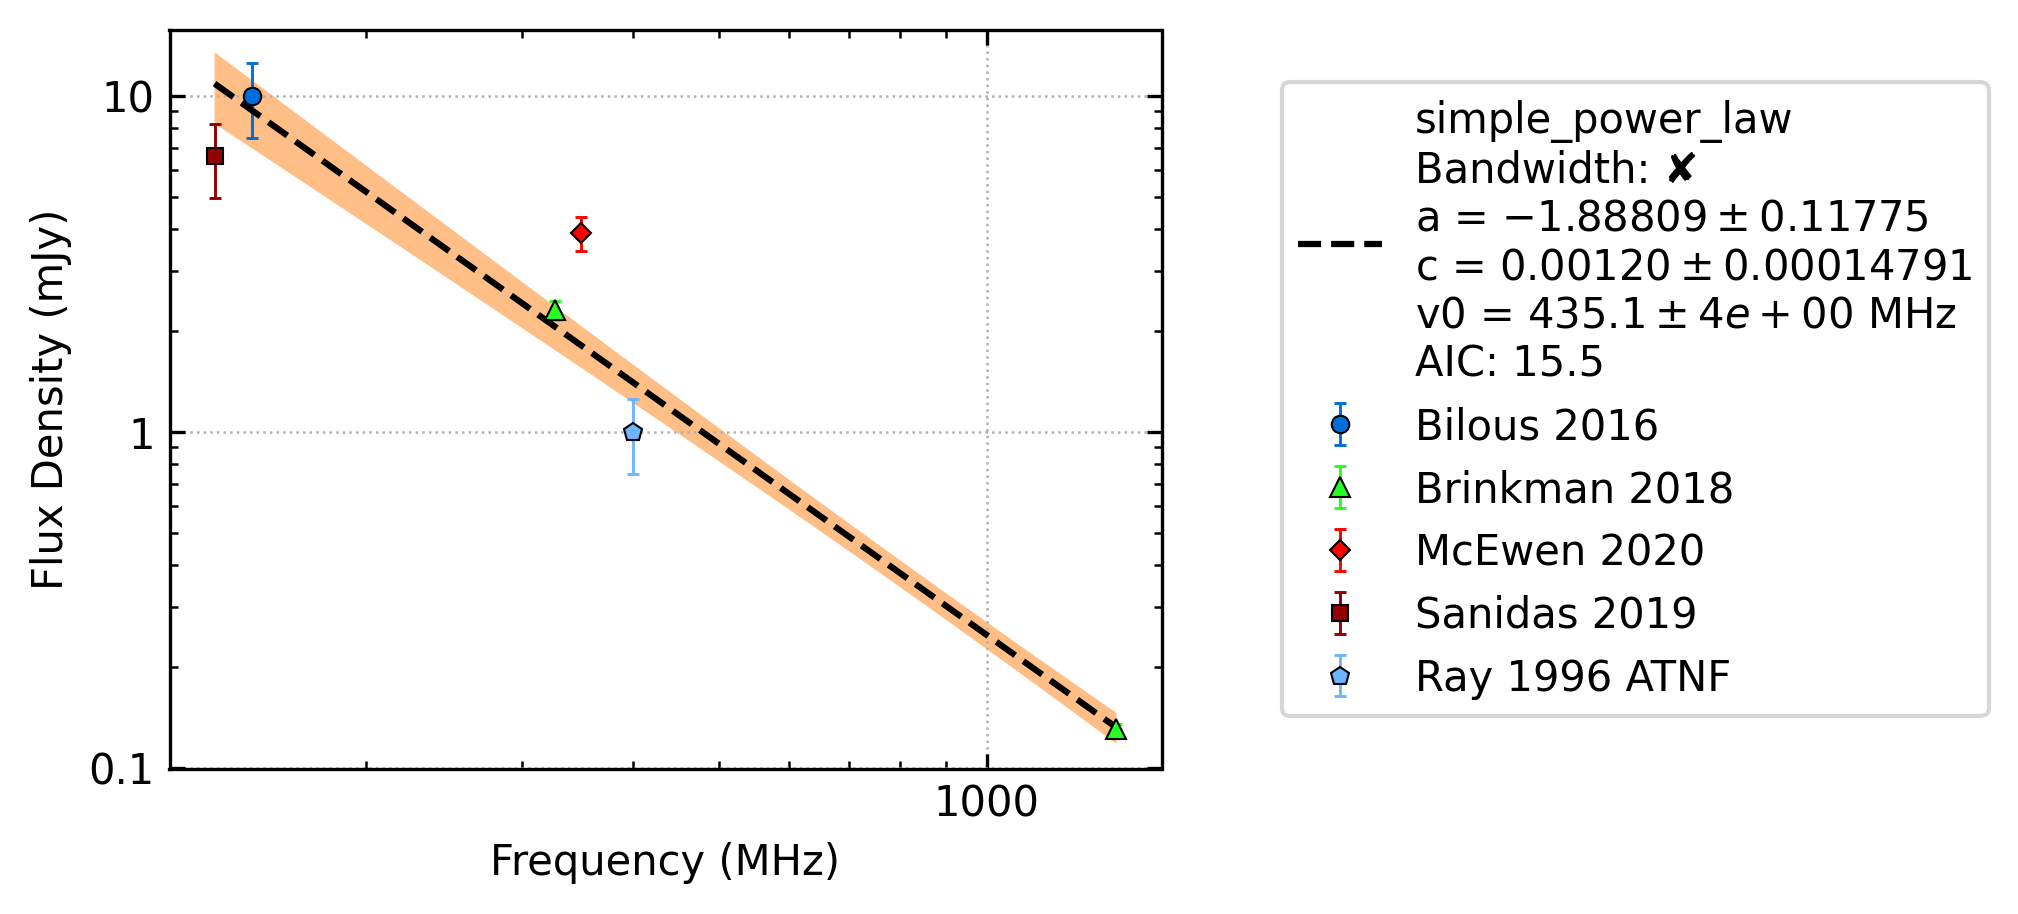 10
1
0.1
1000
Flux Density (mJy)
Frequency (MHz)
simple_power_law
Bandwidth: ✘
a = −1.88809 ± 0.11775
c = 0.00120 ± 0.00014791
v0 = 435.1 ± 4e + 00 MHz
AIC: 15.5
Bilous 2016
Brinkman 2018
McEwen 2020
Sanidas 2019
Ray 1996 ATNF